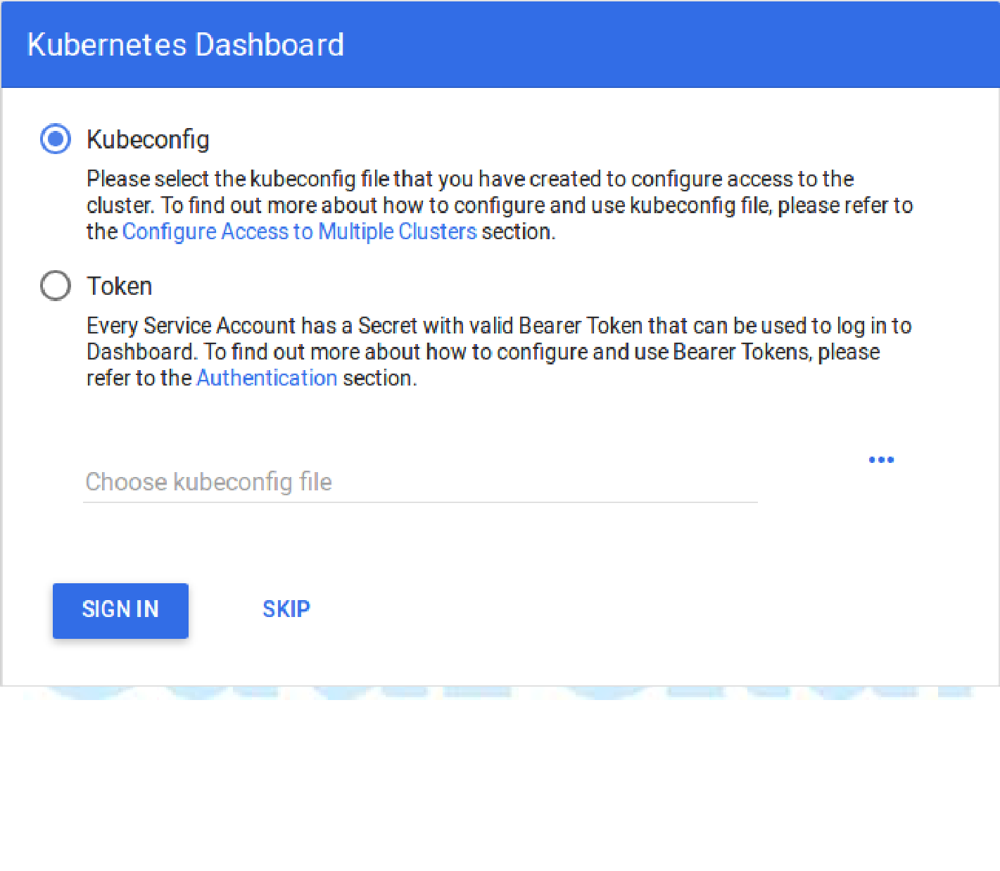 Kubernetes Dashboard
Kubeconfig
Please select the kubeconfig file that you have created to configure access to the
cluster. To find out more about how to configure and use kubeconfig file, please refer to
the Configure Access to Multiple Clusters section.
Token
Every Service Account has a Secret with valid Bearer Token that can be used to log in to
Dashboard. To find out more about how to configure and use Bearer Tokens, please
refer to the Authentication section.
Choose kubeconfig file
SIGN IN
SKIP